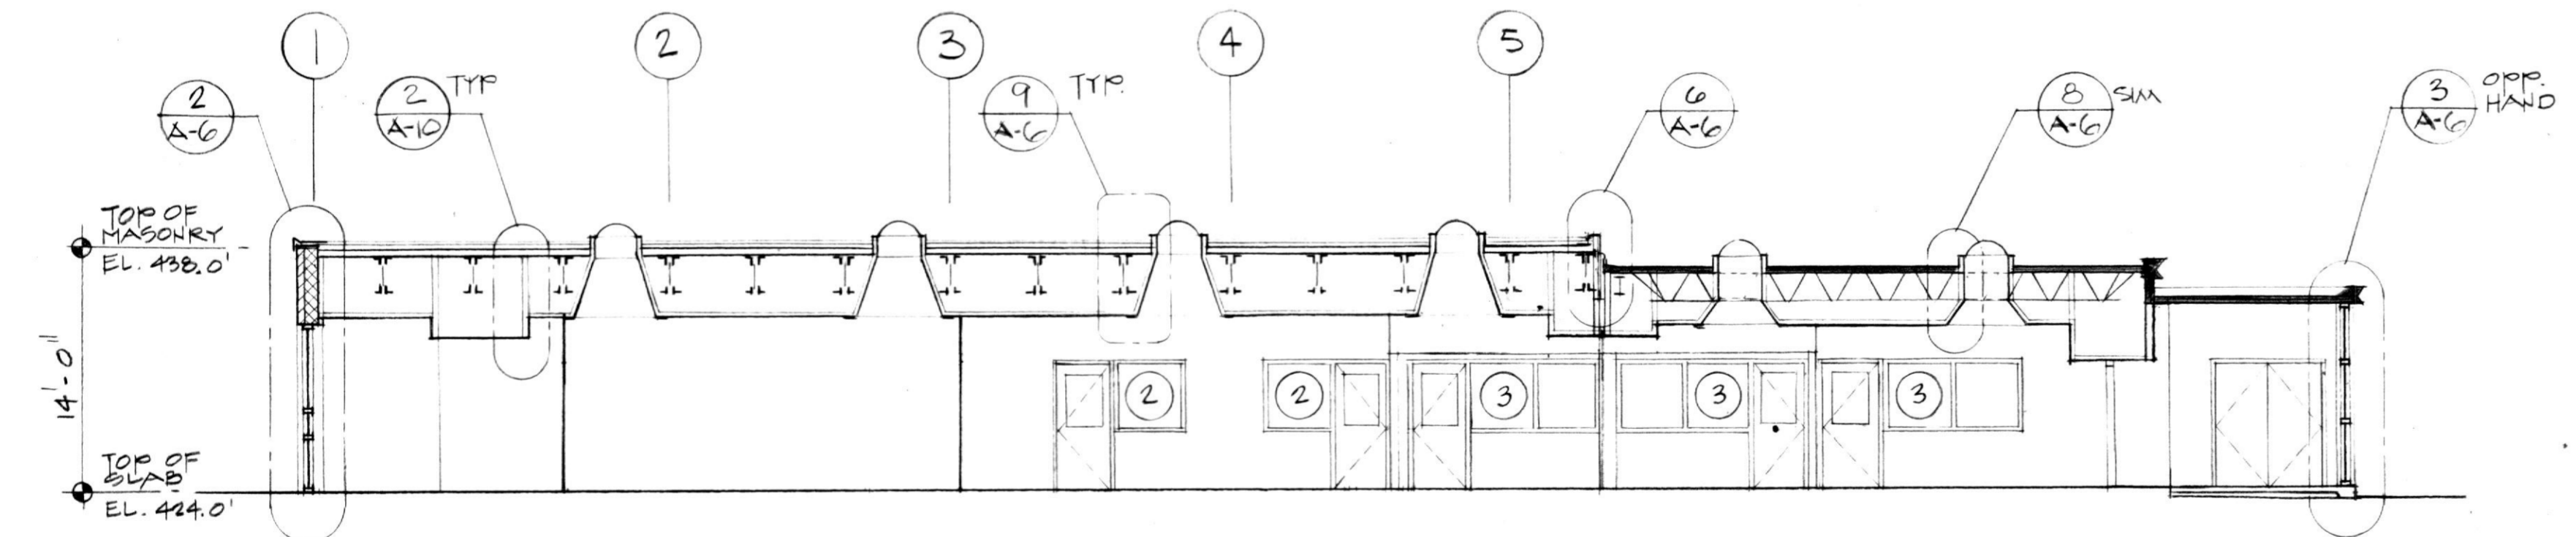 1
2
3
4
5
2
A-6
2
A-10
TYP
9
A-6
TYP.
6
A-6
8
A-6
SIM
3
A-6
OPP.
HAND
TOP OF
MASONRY
EL. 438.0'
14'-0"
TOP OF
SLAB
EL. 424.0'
2
2
3
3
3